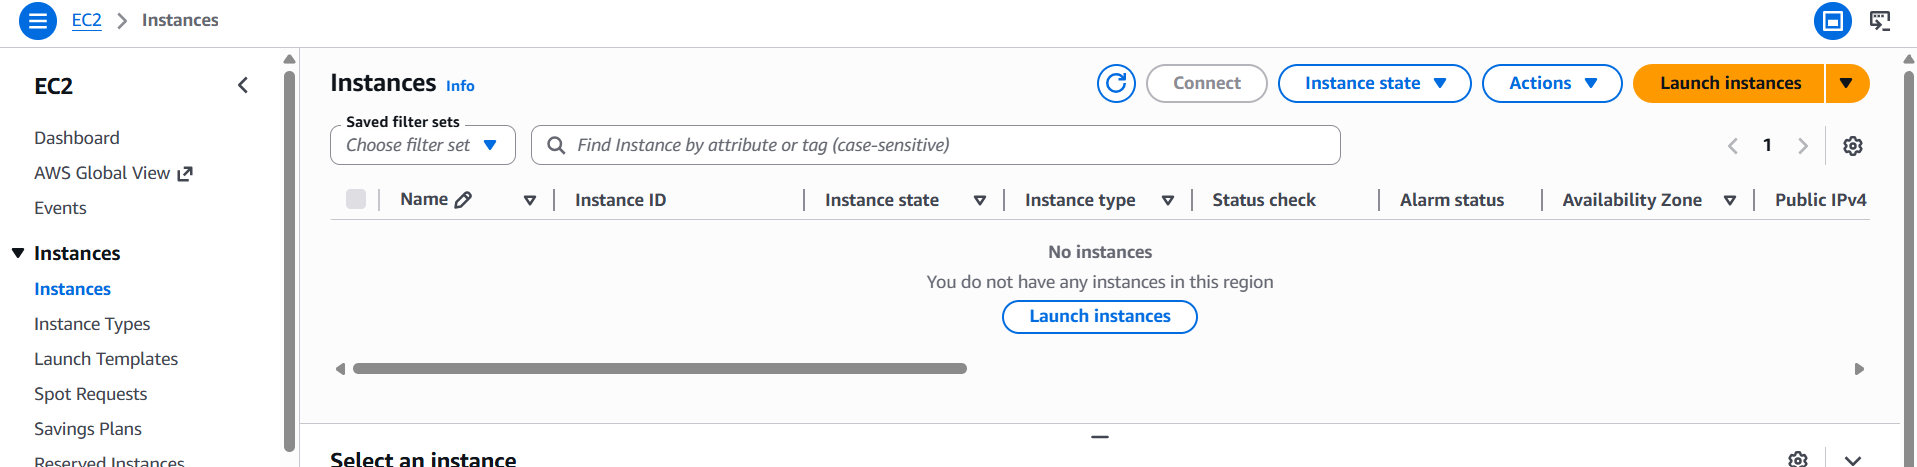 EC2 > Instances
EC2
Dashboard
AWS Global View
Events
Instances
Instances
Instance Types
Launch Templates
Spot Requests
Savings Plans
Reserved Instances
Instances Info
Connect
Instance state
Actions
Launch instances
Saved filter sets
Choose filter set
Find Instance by attribute or tag (case-sensitive)
1
Name Instance ID Instance state Instance type Status check Alarm status Availability Zone Public IPv4
No instances
You do not have any instances in this region
Launch instances
Select an instance